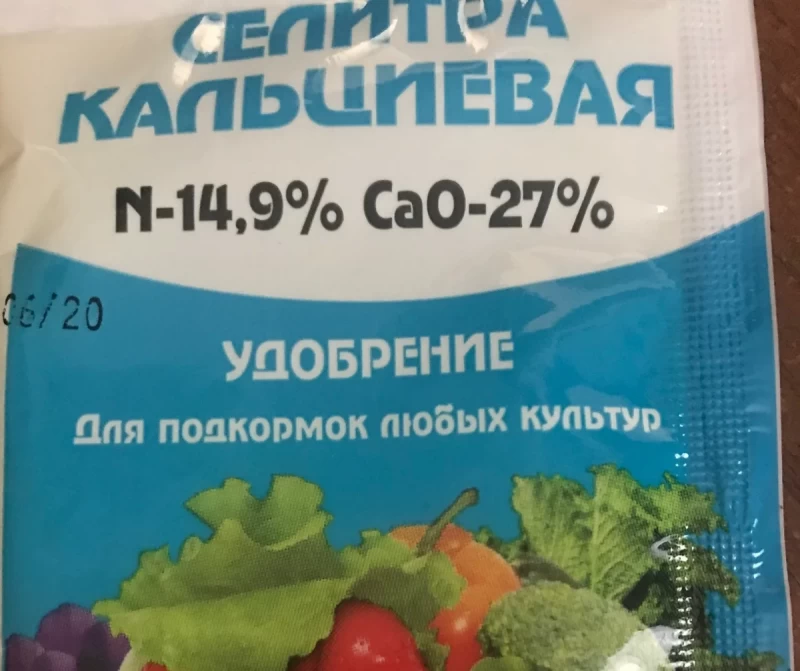 СЕЛИТРА
КАЛЬЦИЕВАЯ
N-14,9% CaO-27%
06/20
УДОБРЕНИЕ
Для подкормок любых культур